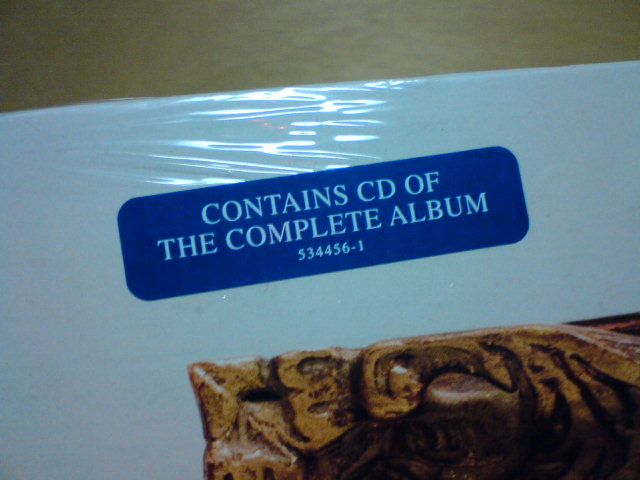 CONTAINS CD OF
THE COMPLETE ALBUM
534456-1